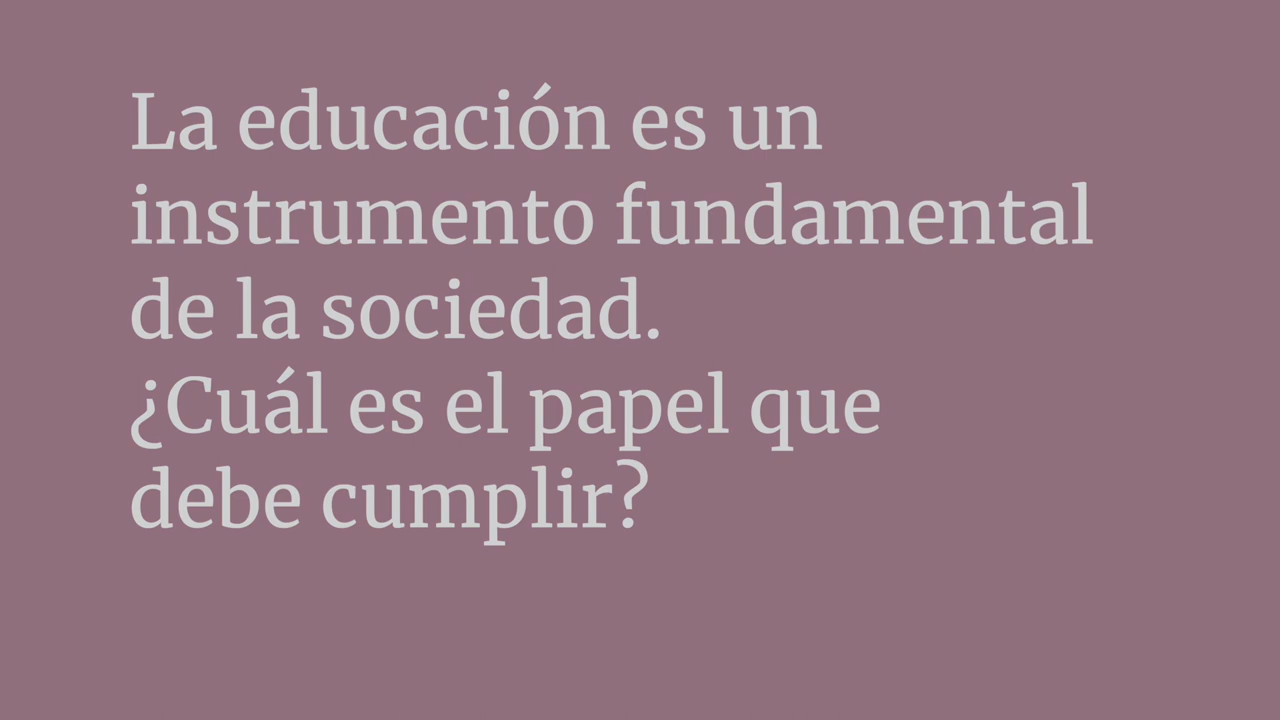 La educación es un
instrumento fundamental
de la sociedad.
¿Cuál es el papel que
debe cumplir?